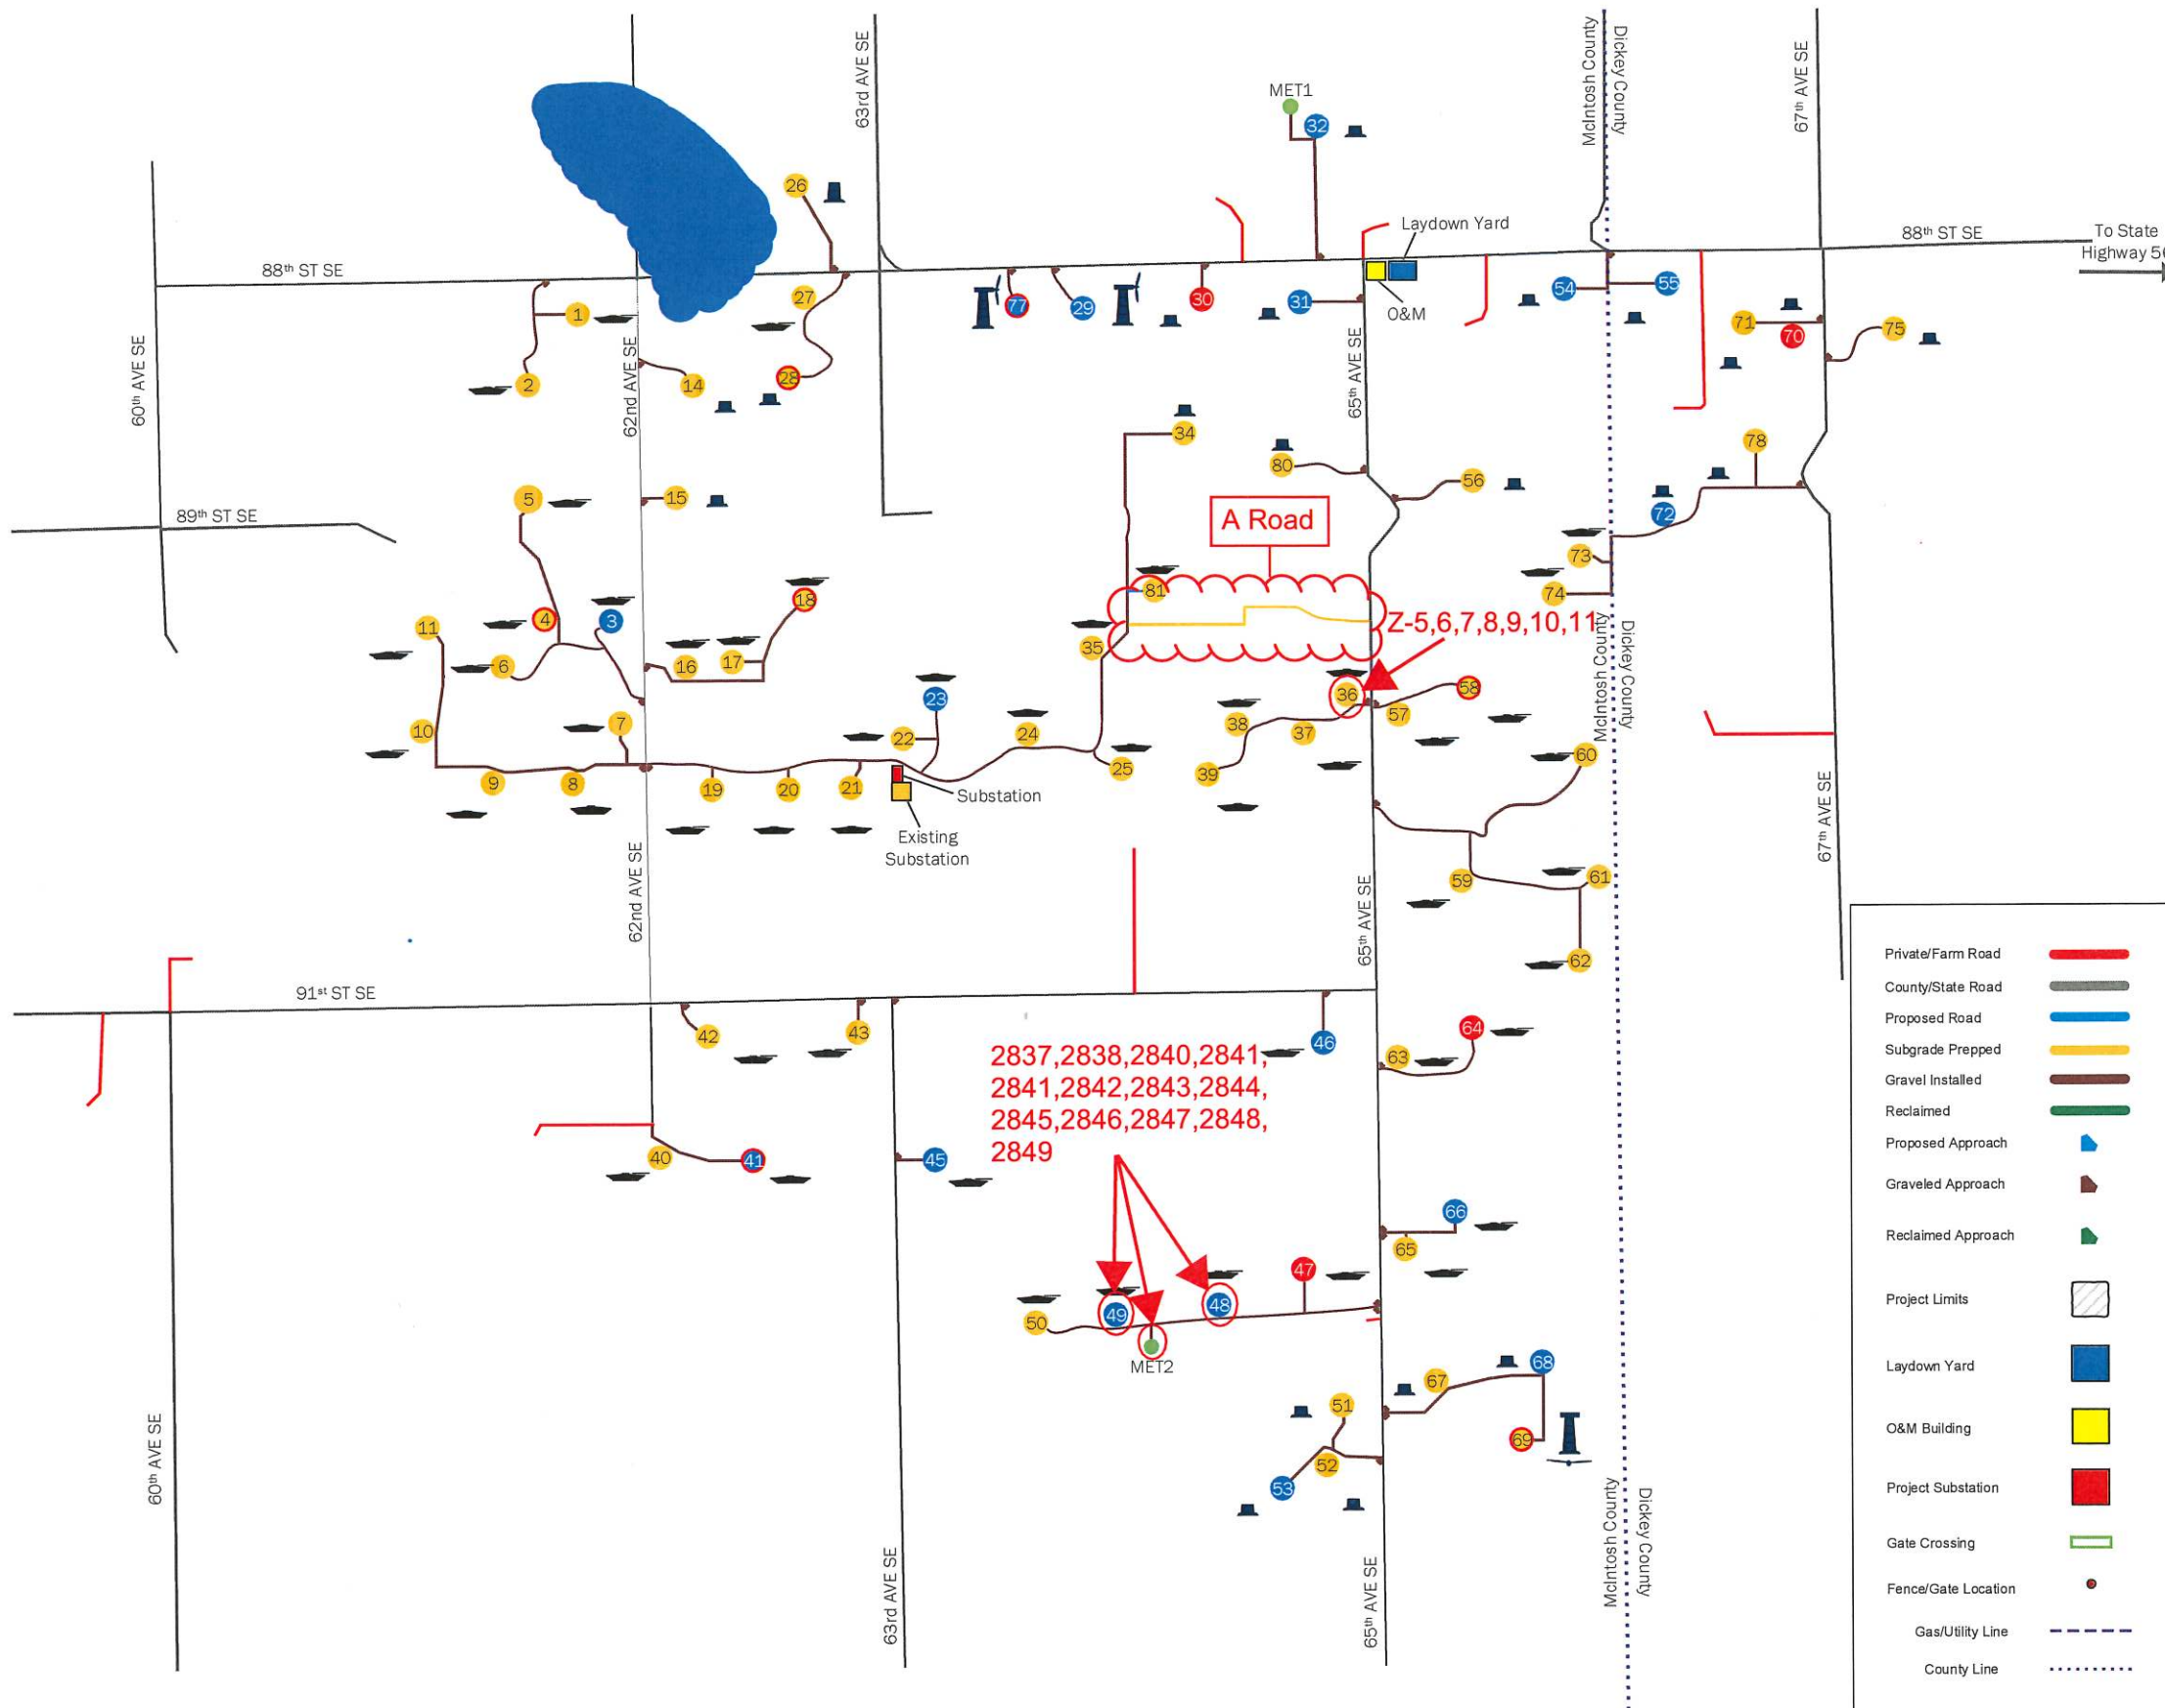 McIntosh County
Dickey County
63rd AVE SE
67th AVE SE
MET1
32
26
Laydown Yard
88th ST SE
To State
Highway 56
88th ST SE
27
1
77
29
30
31
O&M
54
55
71
70
75
60th AVE SE
62nd AVE SE
2
14
28
65th AVE SE
34
80
56
78
5
15
89th ST SE
A Road
72
73
74
81
18
4
3
11
6
16
17
35
Z-5,6,7,8,9,10,11
McIntosh County
Dickey County
36
58
57
23
22
24
25
38
37
39
10
7
9
8
19
20
21
Substation
Existing
Substation
60
59
61
62
67th AVE SE
62nd AVE SE
65th AVE SE
91st ST SE
42
43
46
64
63
2837,2838,2840,2841,
2841,2842,2843,2844,
2845,2846,2847,2848,
2849
40
41
45
66
65
47
48
49
50
MET2
68
67
69
51
52
53
60th AVE SE
63rd AVE SE
65th AVE SE
McIntosh County
Dickey County
Private/Farm Road
County/State Road
Proposed Road
Subgrade Prepped
Gravel Installed
Reclaimed
Proposed Approach
Graveled Approach
Reclaimed Approach
Project Limits
Laydown Yard
O&M Building
Project Substation
Gate Crossing
Fence/Gate Location
Gas/Utility Line
County Line